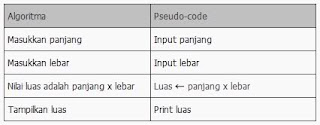 Algoritma Pseudo-code
Masukkan panjang Input panjang
Masukkan lebar Input lebar
Nilai luas adalah panjang x lebar Luas ← panjang x lebar
Tampilkan luas Print luas